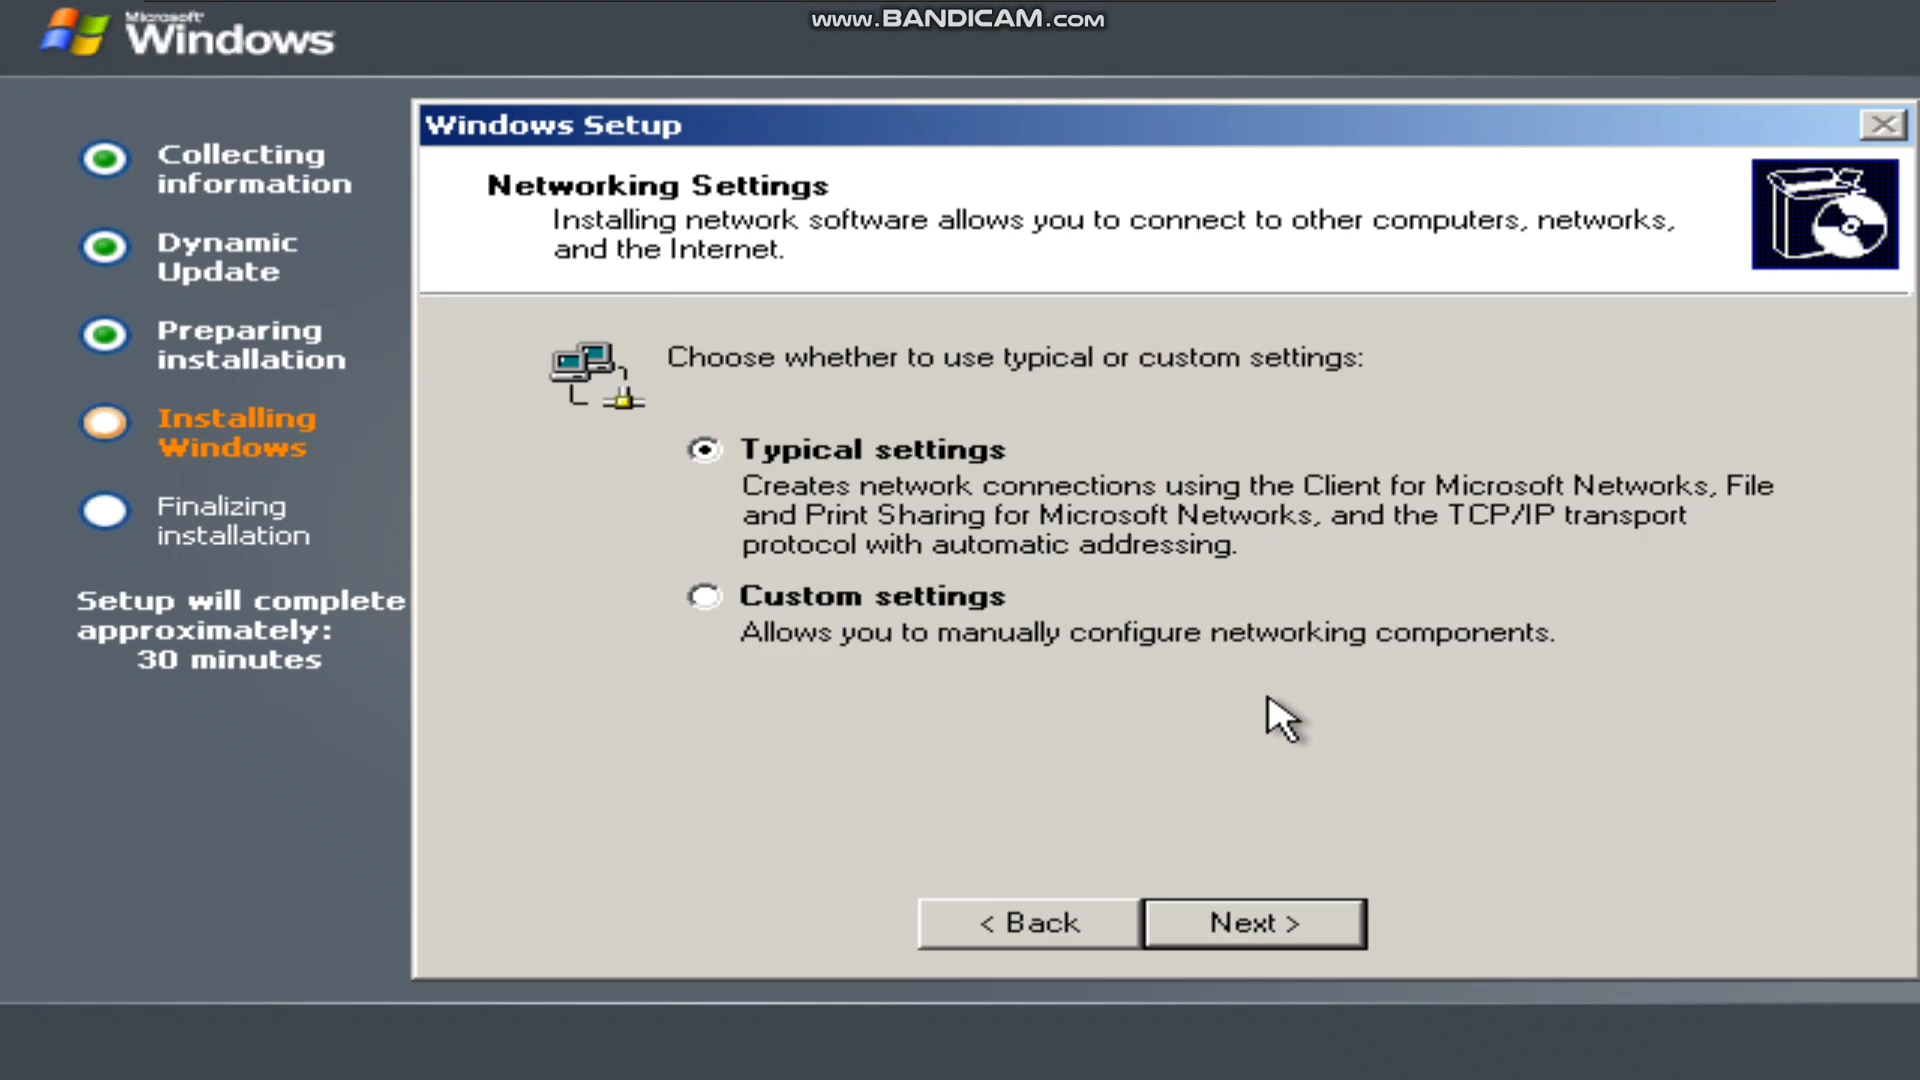 www.BANDICAM.com
Microsoft
Windows
Collecting
information
Dynamic
Update
Preparing
installation
Installing
Windows
Finalizing
installation
Setup will complete
approximately:
30 minutes
Windows Setup
Networking Settings
Installing network software allows you to connect to other computers, networks,
and the Internet.
Choose whether to use typical or custom settings:
Typical settings
Creates network connections using the Client for Microsoft Networks, File
and Print Sharing for Microsoft Networks, and the TCP/IP transport
protocol with automatic addressing.
Custom settings
Allows you to manually configure networking components.
< Back
Next >